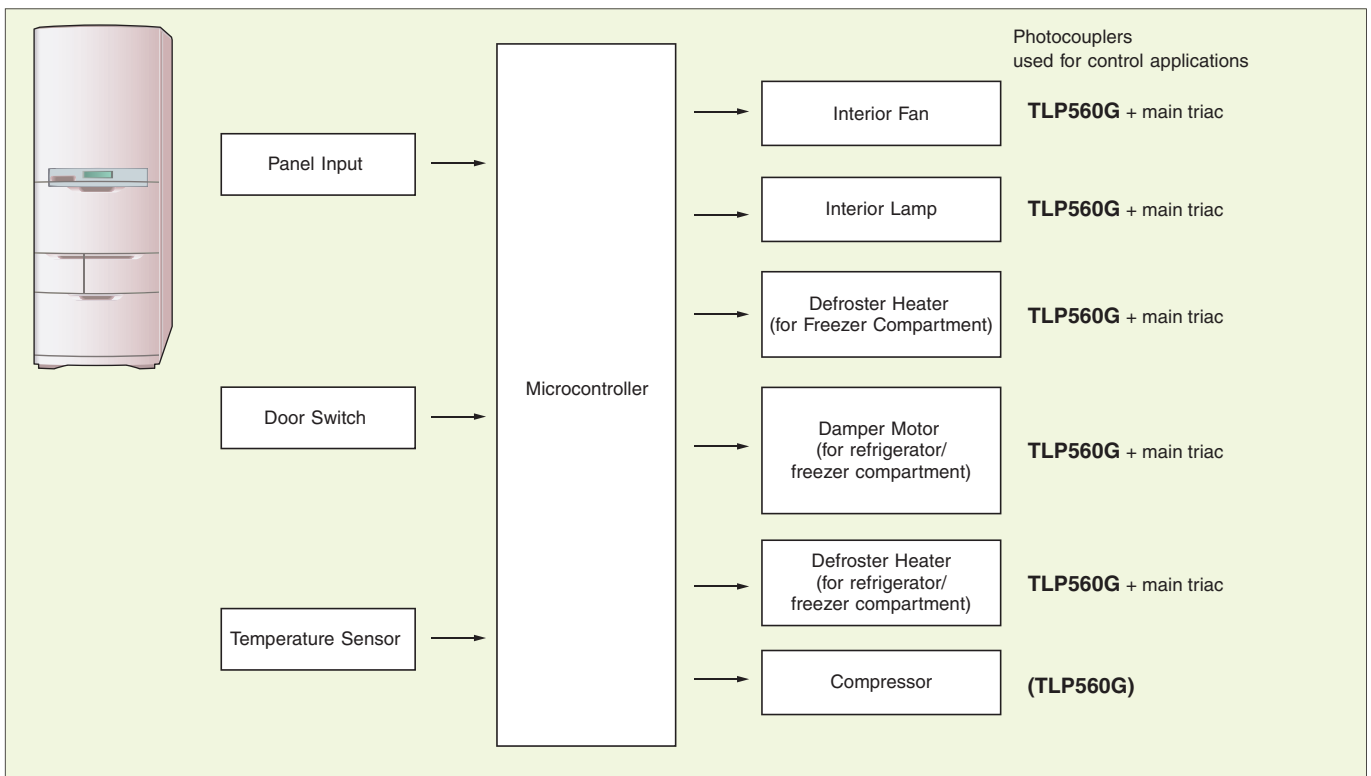 Photocouplers
used for control applications
Panel Input
Door Switch
Temperature Sensor
Microcontroller
Interior Fan
TLP560G + main triac
Interior Lamp
TLP560G + main triac
Defroster Heater
(for Freezer Compartment)
TLP560G + main triac
Damper Motor
(for refrigerator/
freezer compartment)
TLP560G + main triac
Defroster Heater
(for refrigerator/
freezer compartment)
TLP560G + main triac
Compressor
(TLP560G)